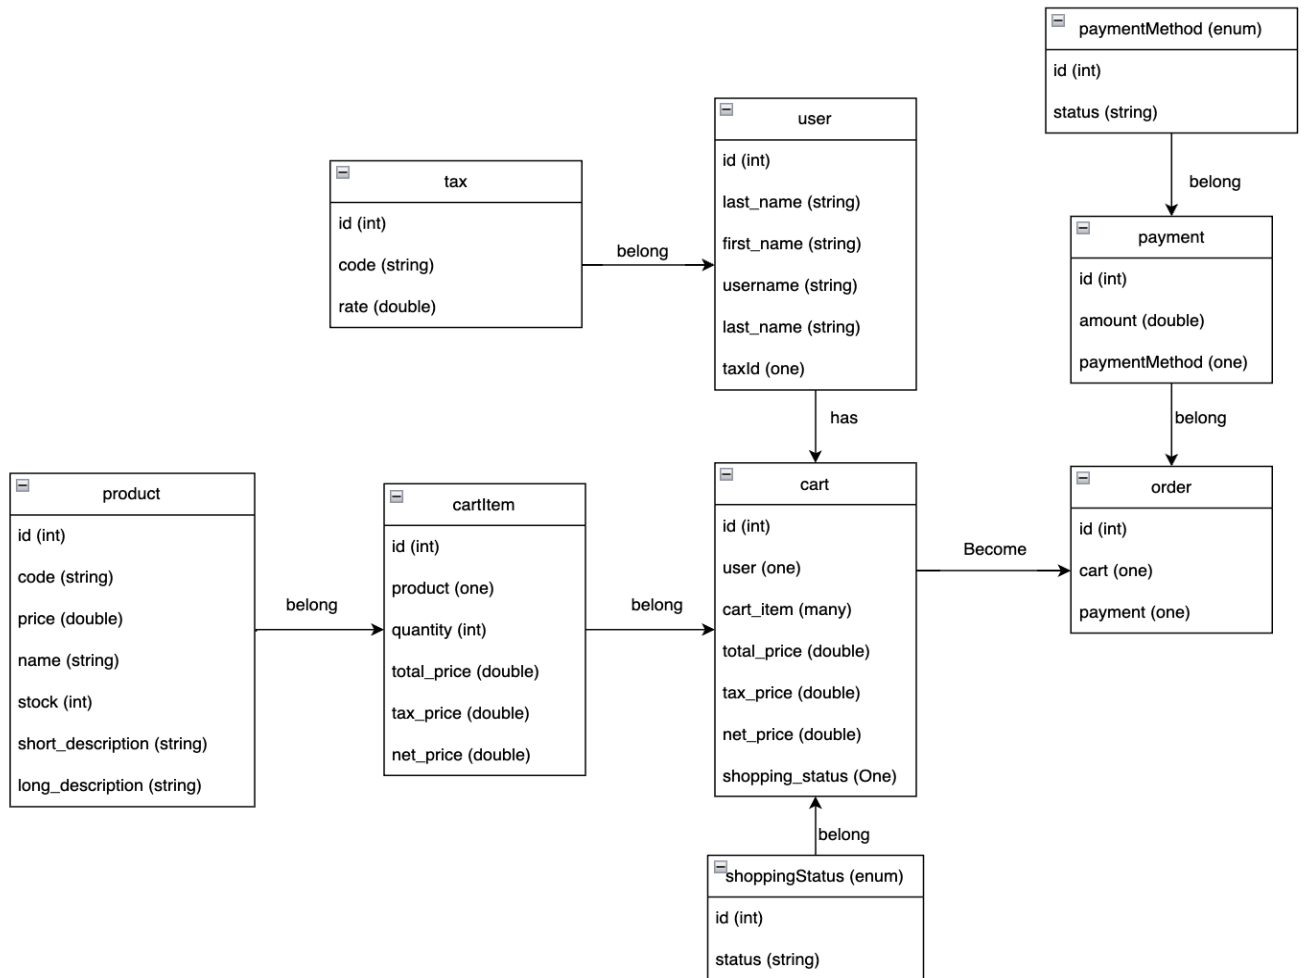 paymentMethod (enum)
id (int)
status (string)
belong
user
id (int)
last_name (string)
first_name (string)
username (string)
last_name (string)
taxId (one)
tax
id (int)
code (string)
rate (double)
belong
payment
id (int)
amount (double)
paymentMethod (one)
belong
has
product
id (int)
code (string)
price (double)
name (string)
stock (int)
short_description (string)
long_description (string)
belong
cartItem
id (int)
product (one)
quantity (int)
total_price (double)
tax_price (double)
net_price (double)
belong
cart
id (int)
user (one)
cart_item (many)
total_price (double)
tax_price (double)
net_price (double)
shopping_status (One)
Become
order
id (int)
cart (one)
payment (one)
belong
shoppingStatus (enum)
id (int)
status (string)